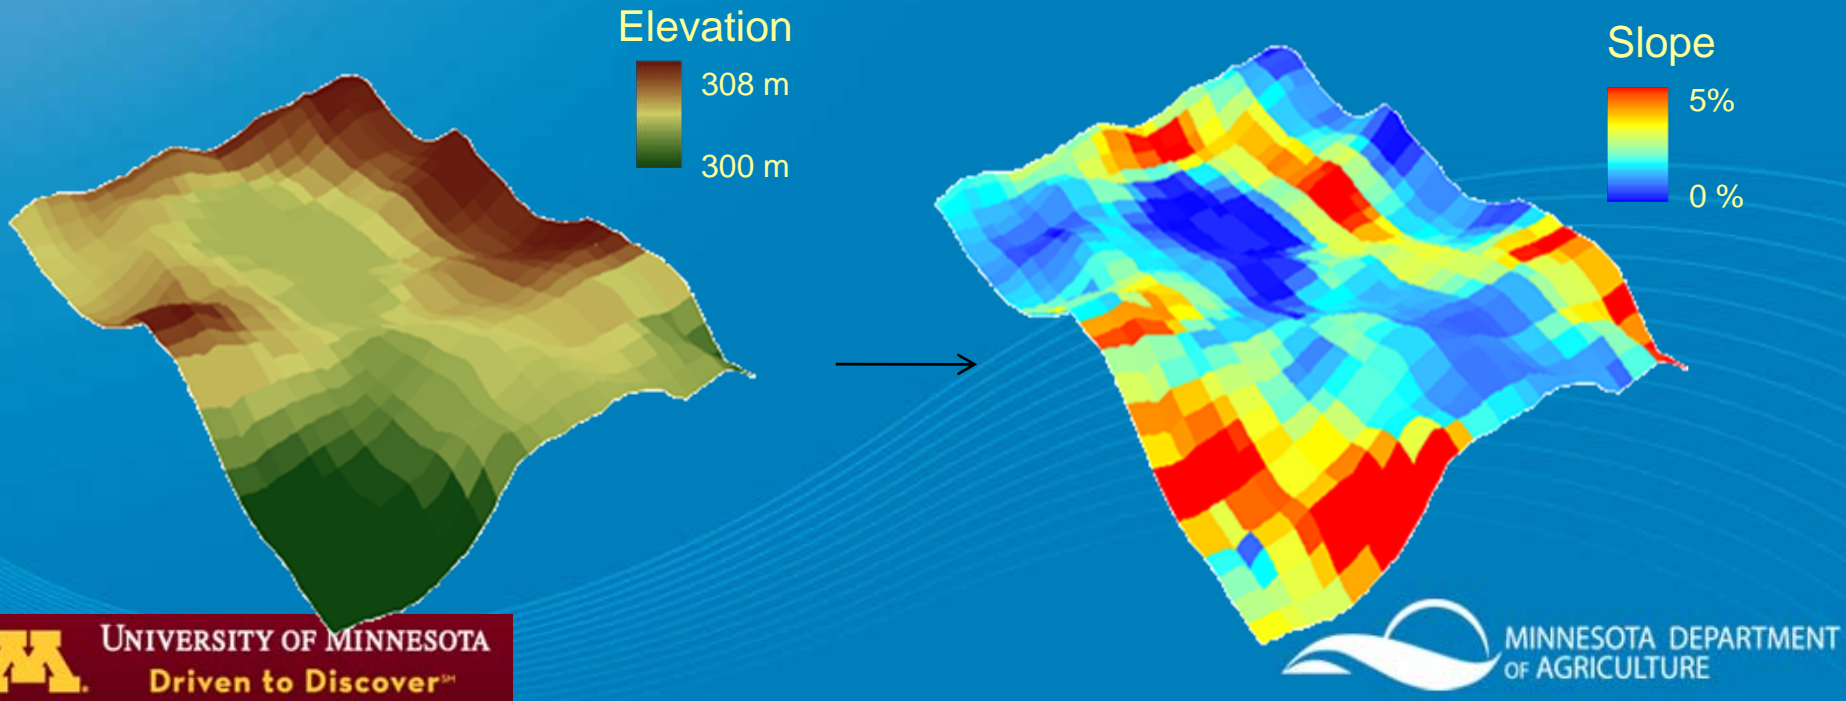 Elevation
308 m
300 m
Slope
5%
0 %
UNIVERSITY OF MINNESOTA
Driven to Discover℠
MINNESOTA DEPARTMENT
OF AGRICULTURE